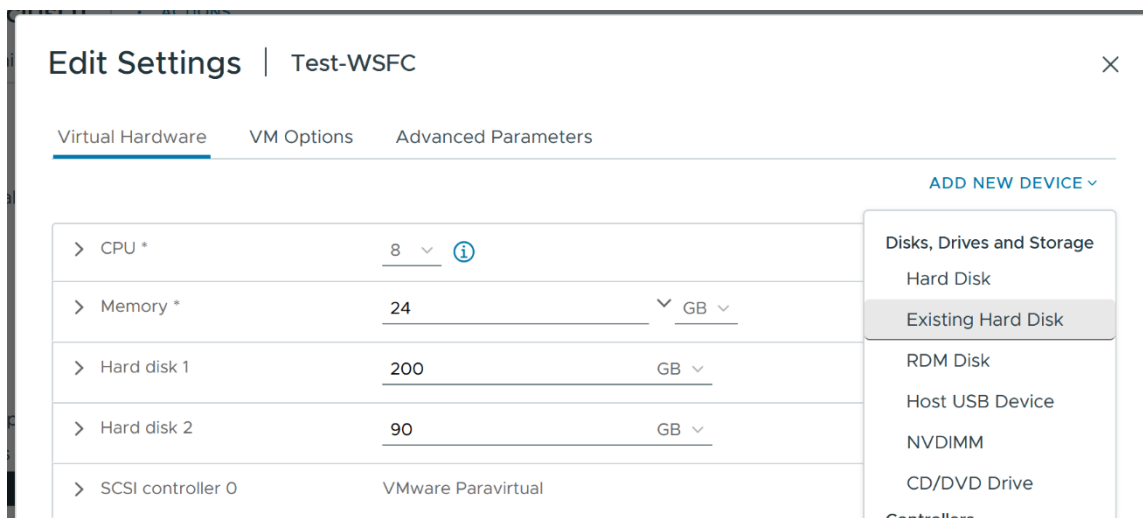 ACTIONS
Edit Settings | Test-WSFC
Virtual Hardware VM Options Advanced Parameters
ADD NEW DEVICE
CPU * 8
Memory * 24 GB
Hard disk 1 200 GB
Hard disk 2 90 GB
SCSI controller 0 VMware Paravirtual
Disks, Drives and Storage
Hard Disk
Existing Hard Disk
RDM Disk
Host USB Device
NVDIMM
CD/DVD Drive
Controllers